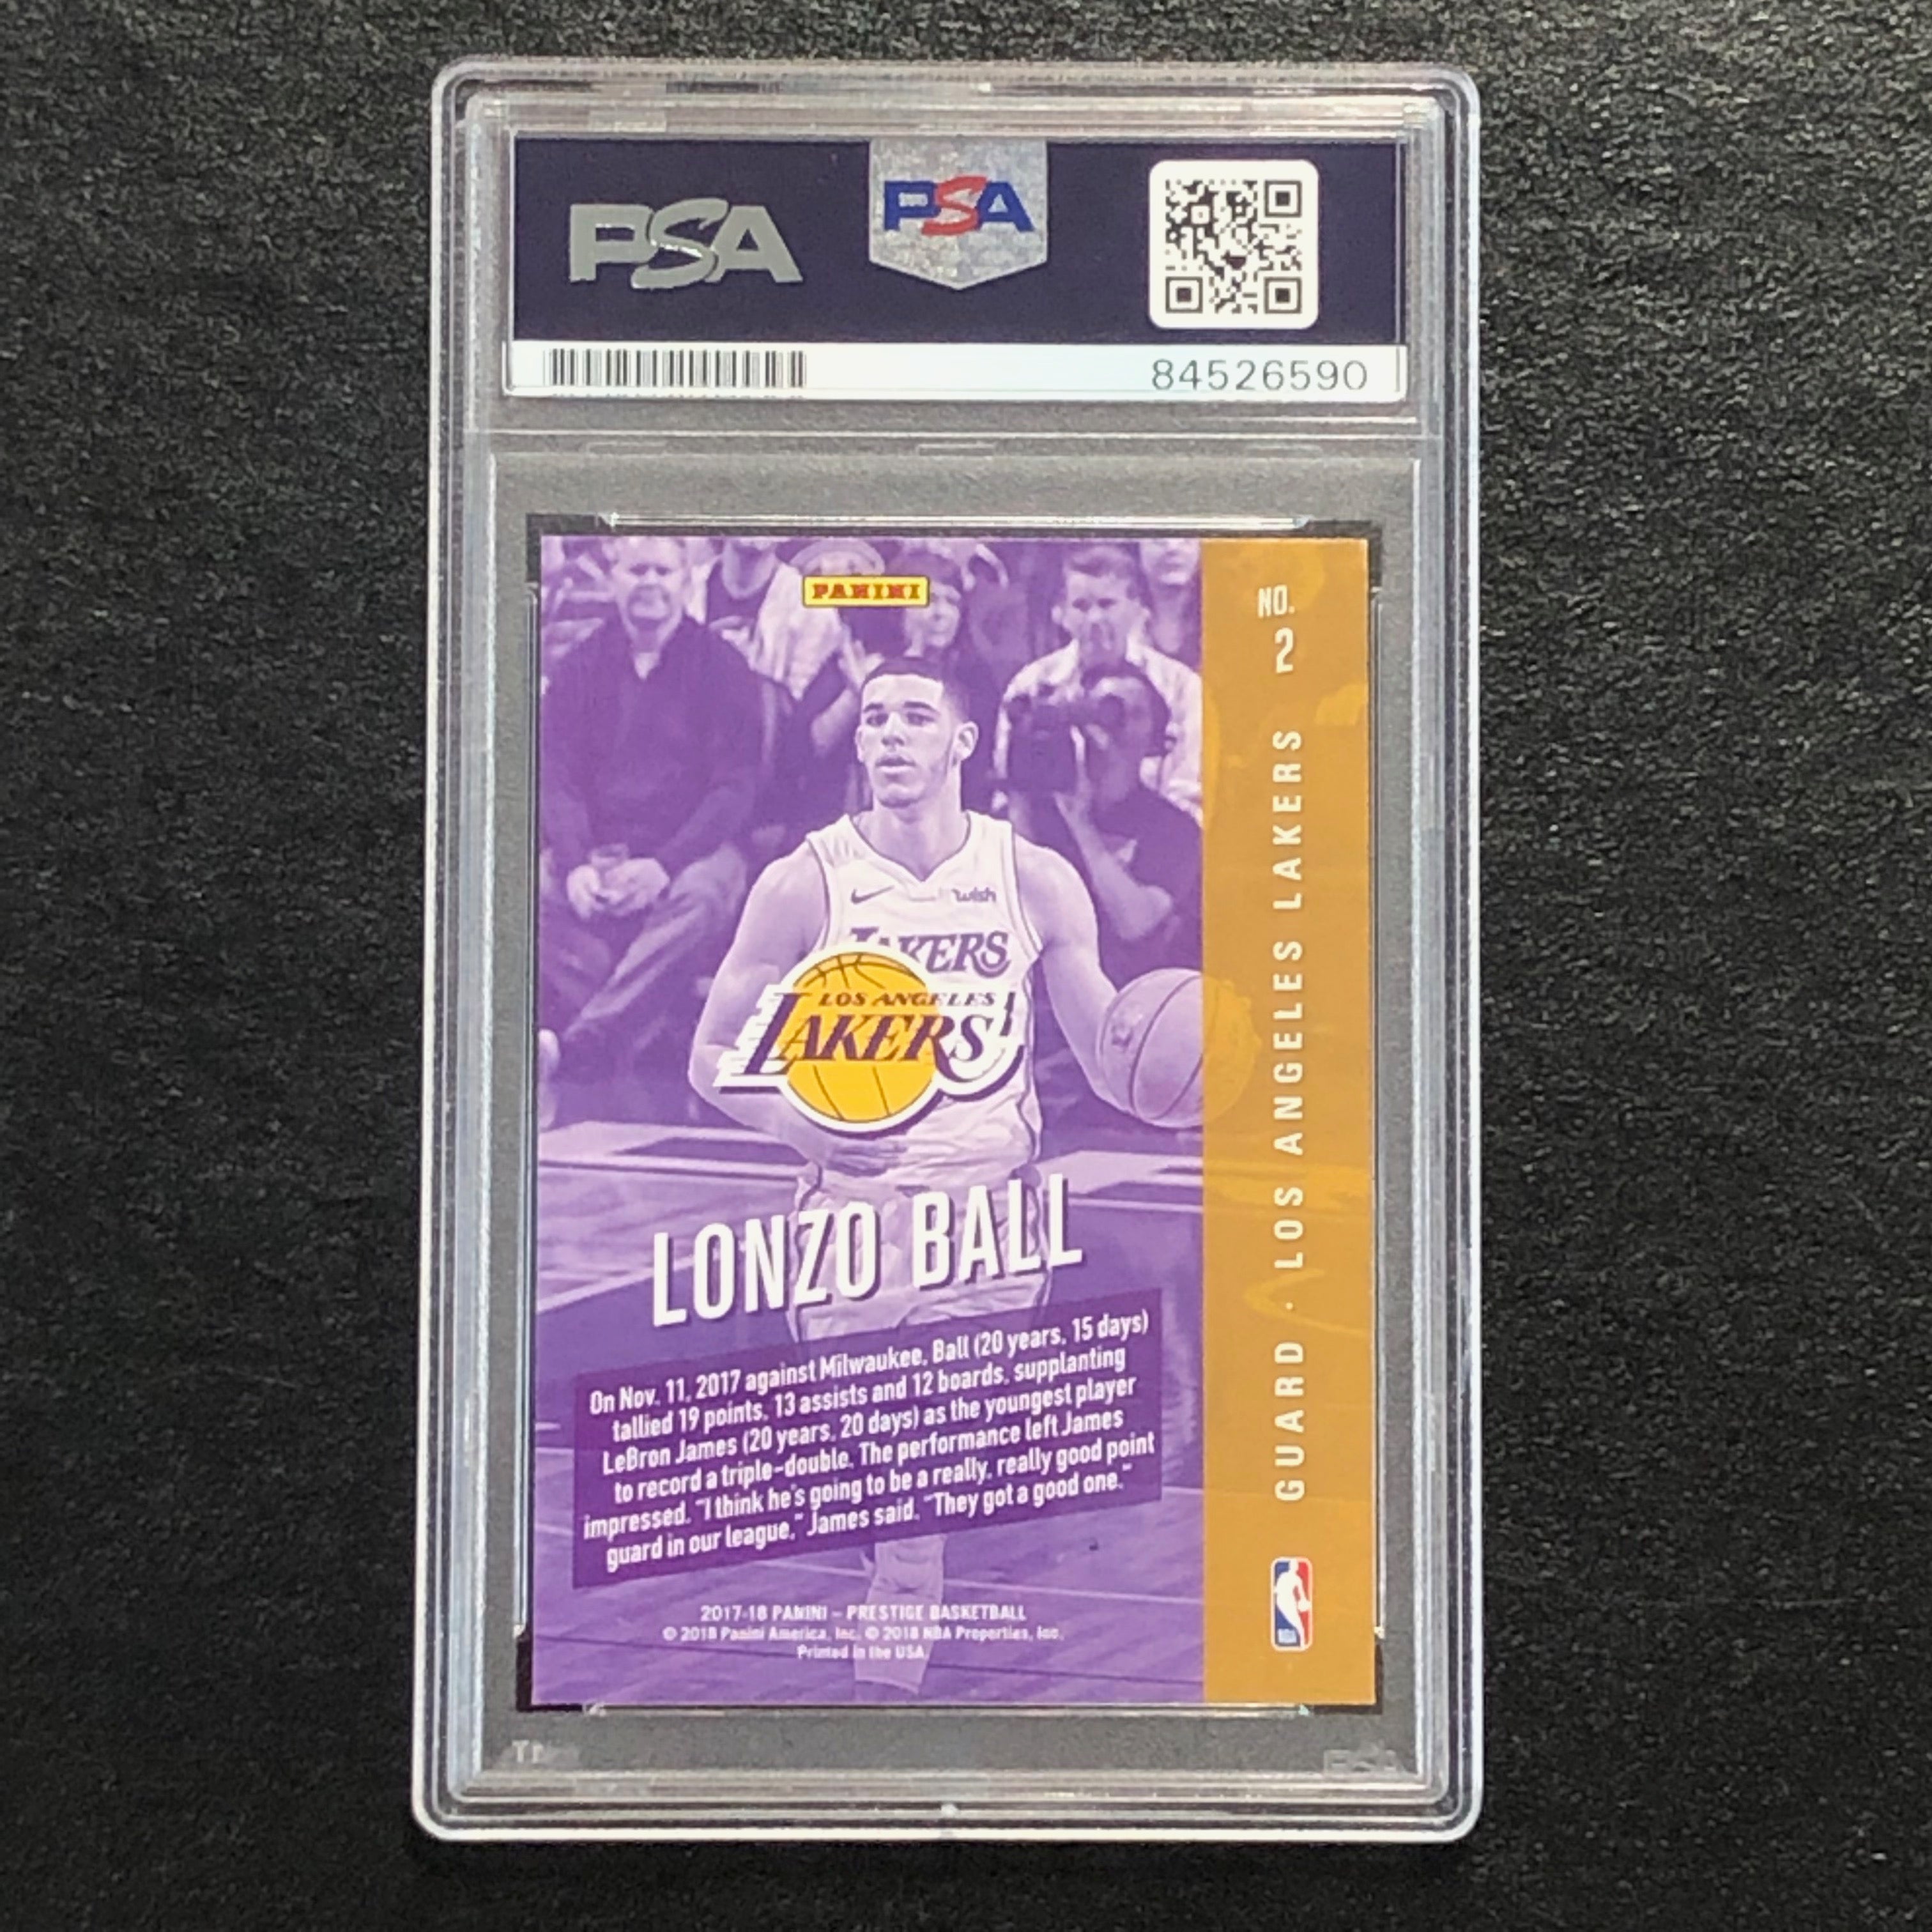 PSA
PSA
84526590
PANINI
NO.
2
GUARD · LOS ANGELES LAKERS
wish
LAKERS
LOS ANGELES
LAKERS
LONZO BALL
On Nov. 11, 2017 against Milwaukee, Ball (20 years, 15 days)
tallied 19 points, 13 assists and 12 boards, supplanting
LeBron James (20 years, 20 days) as the youngest player
to record a triple-double. The performance left James
impressed. "I think he's going to be a really, really good point
guard in our league," James said. "They got a good one."
2017-18 PANINI – PRESTIGE BASKETBALL
© 2018 Panini America, Inc. © 2018 NBA Properties, Inc.
Printed in the USA
NBA
PSA